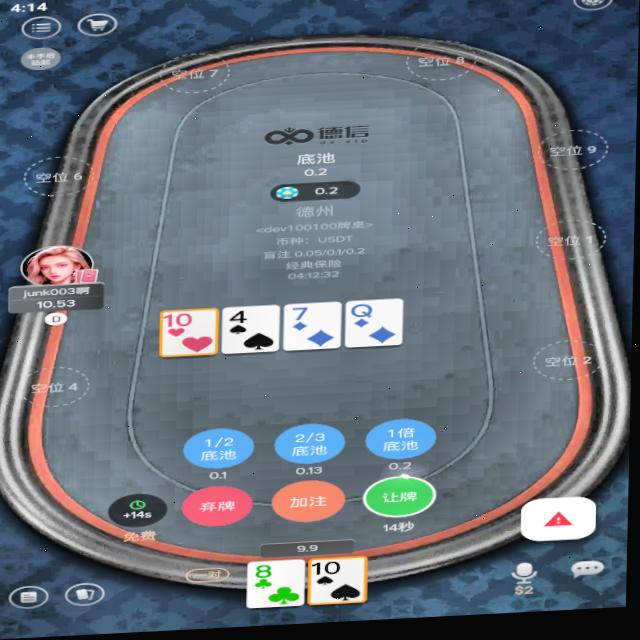 4:14
空位 7
空位 8
德信
底池
0.2
0.2
德州
<dev100100牌桌>
币种：USDT
盲注 0.05/0.1/0.2
经典保险
04:12:32
空位 6
空位 9
空位 1
junk003啊
10.53
D
10
4
7
Q
空位 4
空位 2
1/2
底池
0.1
2/3
底池
0.13
1倍
底池
0.2
+14s
免费
弃牌
加注
让牌
14秒
9.9
一对
8
10
$2